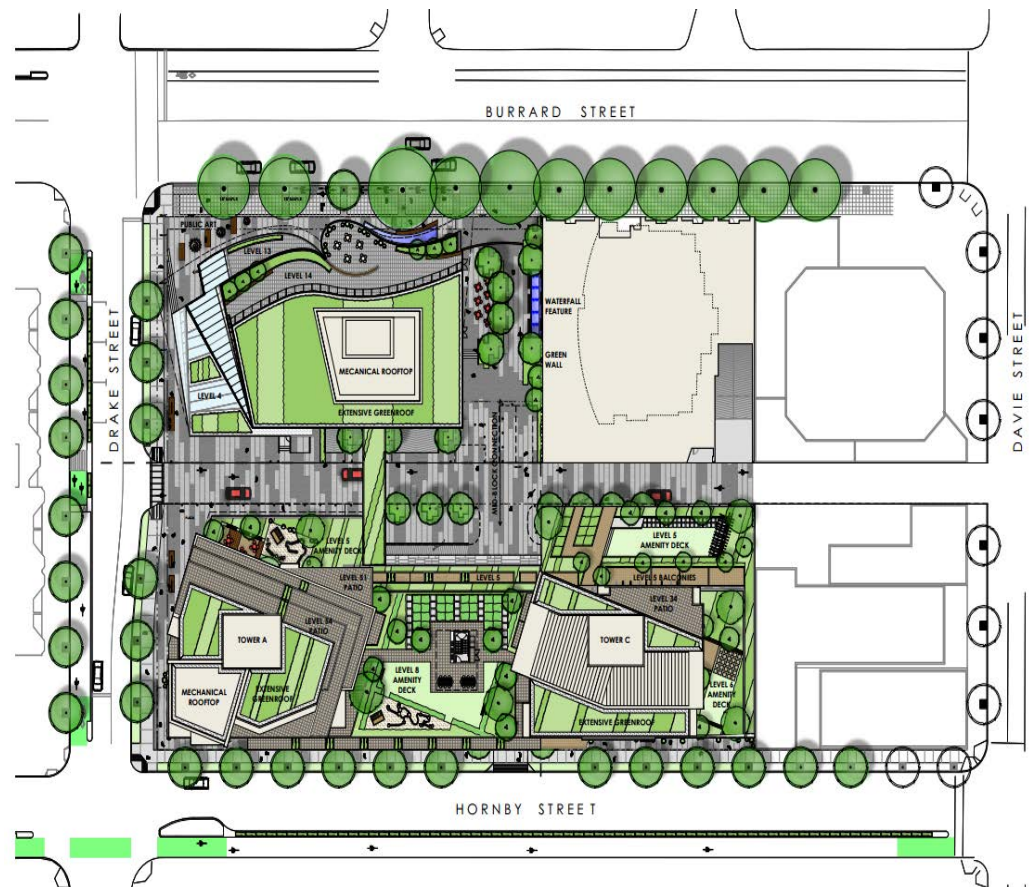 BURRARD STREET
PUBLIC ART
LEVEL 13
LEVEL 14
WATERFALL
FEATURE
GREEN
WALL
MECANICAL ROOFTOP
LEVEL 4
EXTENSIVE GREENROOF
DRAKE STREET
DAVIE STREET
MID-BLOCK CONNECTION
LEVEL 5
AMENITY DECK
LEVEL 5
AMENITY DECK
LEVEL 51
PATIO
LEVEL 5
LEVEL 5 BALCONIES
LEVEL 54
PATIO
LEVEL 34
PATIO
TOWER A
TOWER C
LEVEL 8
AMENITY
DECK
LEVEL 6
AMENITY
DECK
MECHANICAL
ROOFTOP
EXTENSIVE
GREENROOF
EXTENSIVE GREENROOF
HORNBY STREET